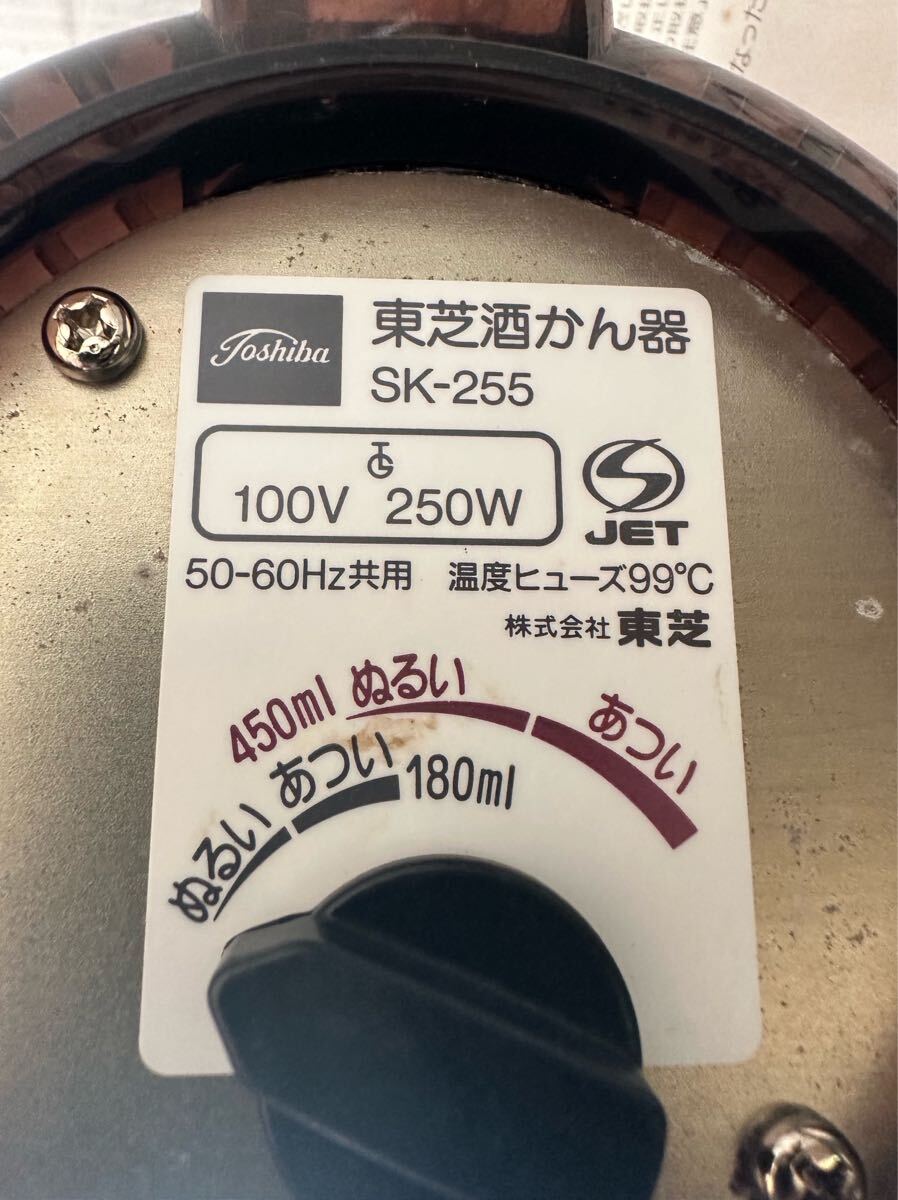 Toshiba
東芝酒かん器
SK-255
100V 250W
JET
50-60Hz共用 温度ヒューズ99℃
株式会社 東芝
450ml ぬるい あつい
ぬるい あつい 180ml